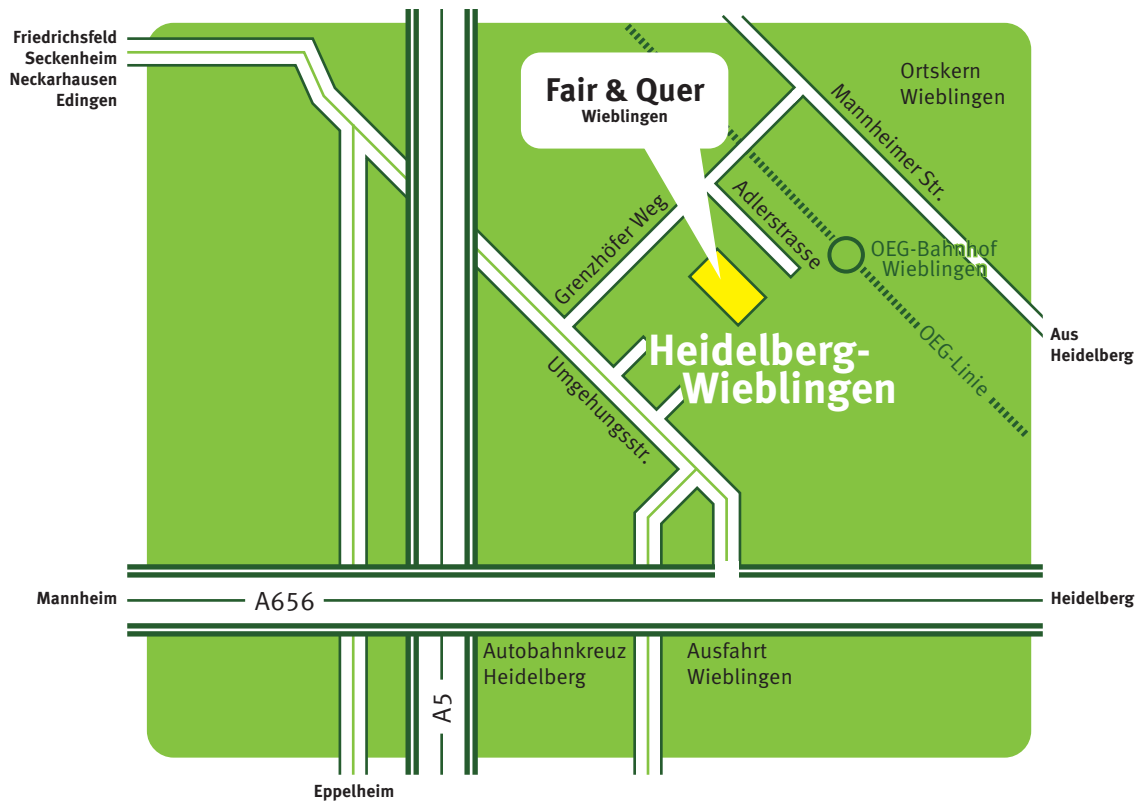 Friedrichsfeld
Seckenheim
Neckarhausen
Edingen
Fair & Quer
Wieblingen
Ortskern
Wieblingen
Mannheimer Str.
Adlerstrasse
Grenzhöfer Weg
OEG-Bahnhof
Wieblingen
OEG-Linie
Aus
Heidelberg
Heidelberg-
Wieblingen
Umgehungsstr.
Mannheim
A656
Heidelberg
Autobahnkreuz
Heidelberg
Ausfahrt
Wieblingen
A5
Eppelheim